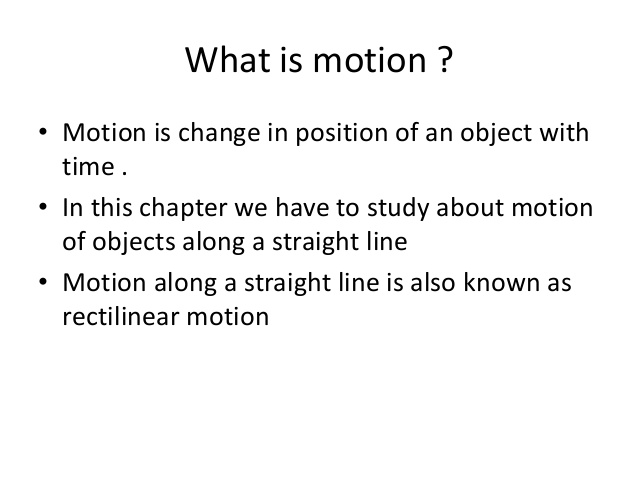 What is motion ?
• Motion is change in position of an object with
time .
• In this chapter we have to study about motion
of objects along a straight line
• Motion along a straight line is also known as
rectilinear motion